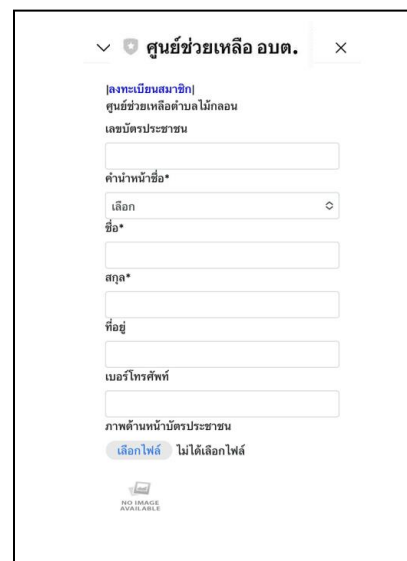 ศูนย์ช่วยเหลือ อบต.
|ลงทะเบียนสมาชิก|
ศูนย์ช่วยเหลือตำบลไม้กลอน
เลขบัตรประชาชน
คำนำหน้าชื่อ*
เลือก
ชื่อ*
สกุล*
ที่อยู่
เบอร์โทรศัพท์
ภาพด้านหน้าบัตรประชาชน
เลือกไฟล์ ไม่ได้เลือกไฟล์
NO IMAGE
AVAILABLE